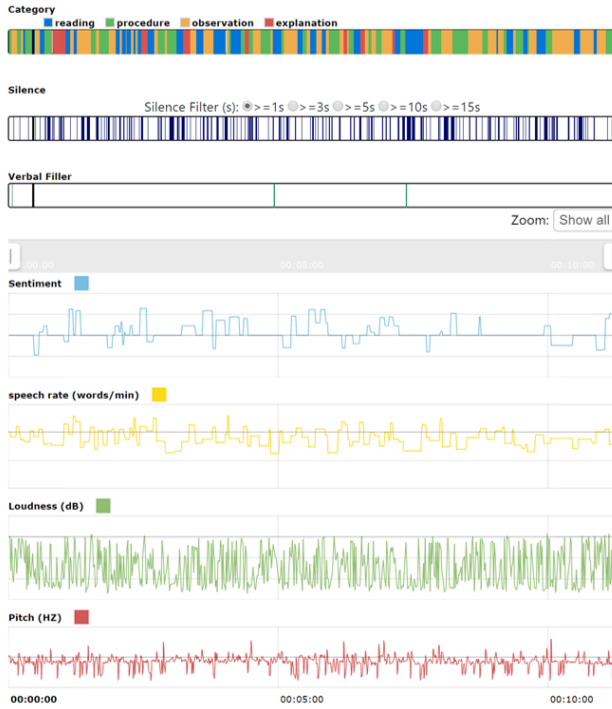 Category
reading procedure observation explanation
Silence
Silence Filter (s): >=1s >=3s >=5s >=10s >=15s
Verbal Filler
Zoom: Show all
:00:00 00:05:00 00:10:00
Sentiment
speech rate (words/min)
Loudness (dB)
Pitch (HZ)
00:00:00 00:05:00 00:10:00